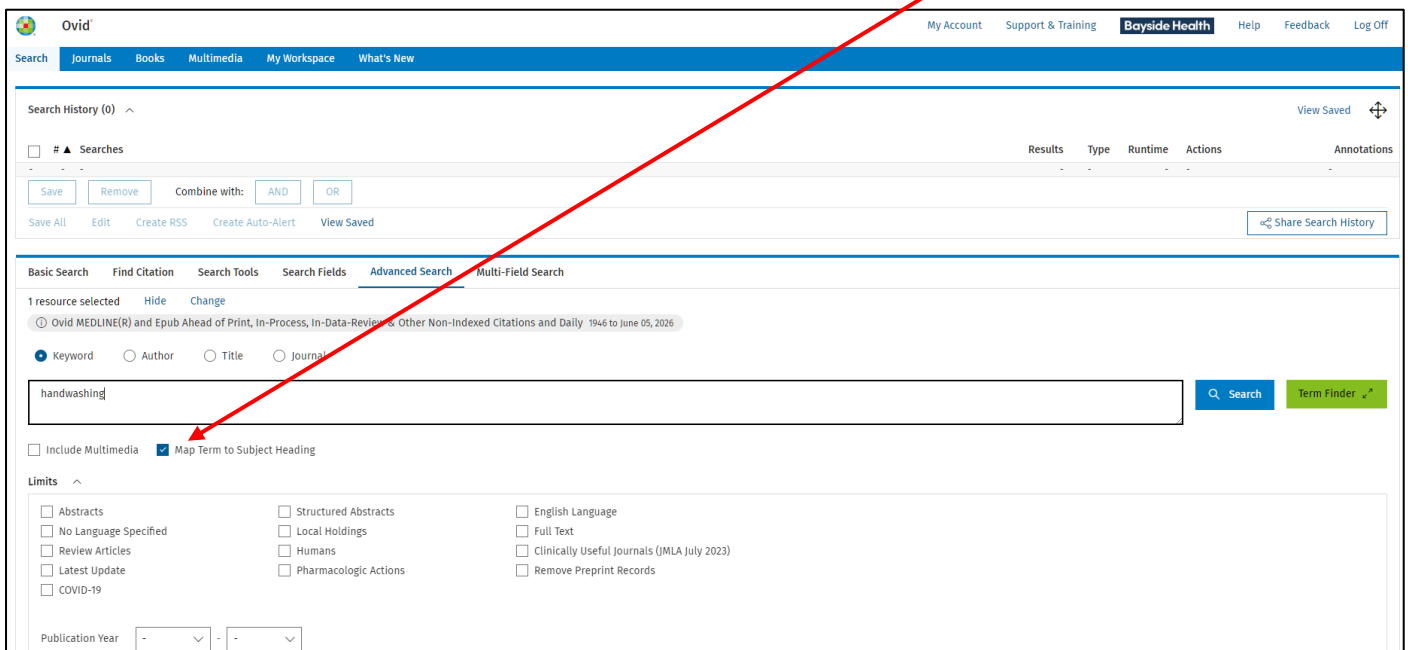 Ovid® My Account Support & Training Bayside Health Help Feedback Log Off
Search Journals Books Multimedia My Workspace What's New
Search History (0) View Saved
# ▲ Searches Results Type Runtime Actions Annotations
- - - - - - - -
Save Remove Combine with: AND OR
Save All Edit Create RSS Create Auto-Alert View Saved Share Search History
Basic Search Find Citation Search Tools Search Fields Advanced Search Multi-Field Search
1 resource selected Hide Change
Ovid MEDLINE(R) and Epub Ahead of Print, In-Process, In-Data-Review & Other Non-Indexed Citations and Daily 1946 to June 05, 2026
Keyword Author Title Journal
handwashing Search Term Finder
Include Multimedia Map Term to Subject Heading
Limits
Abstracts Structured Abstracts English Language
No Language Specified Local Holdings Full Text
Review Articles Humans Clinically Useful Journals (JMLA July 2023)
Latest Update Pharmacologic Actions Remove Preprint Records
COVID-19
Publication Year - - -